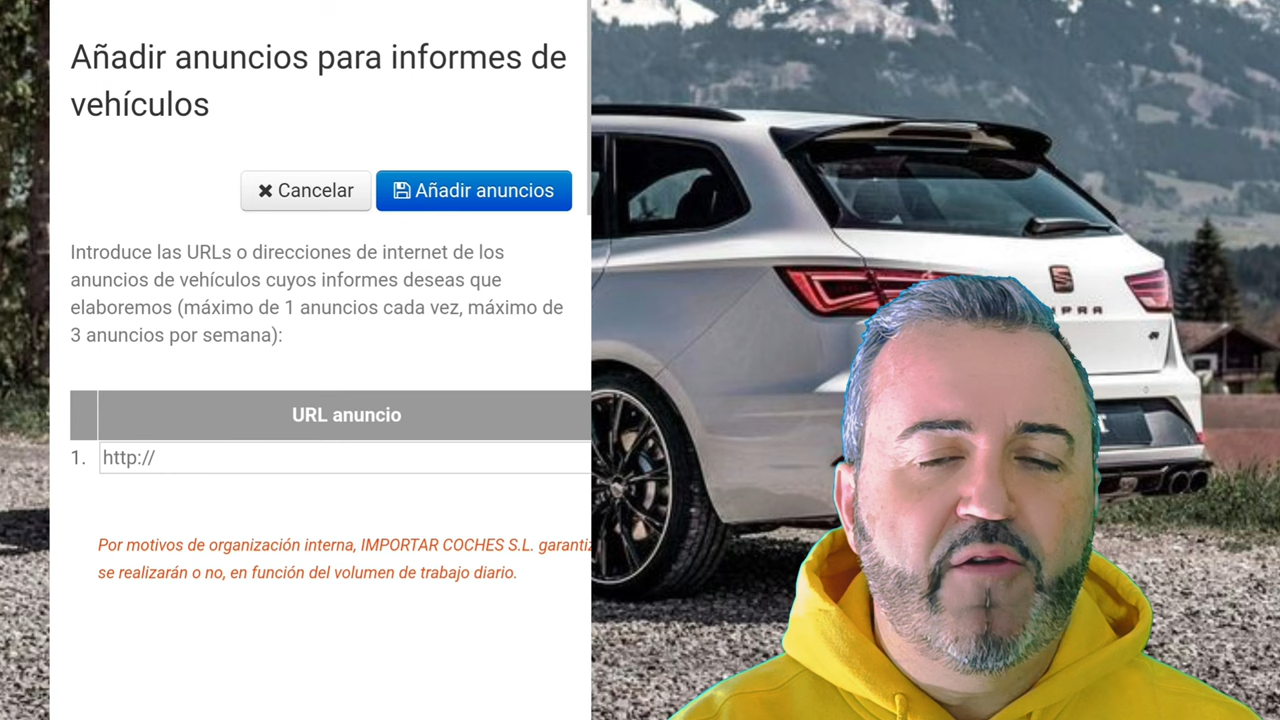 Añadir anuncios para informes de
vehículos
Cancelar
Añadir anuncios
Introduce las URLs o direcciones de internet de los
anuncios de vehículos cuyos informes deseas que
elaboremos (máximo de 1 anuncios cada vez, máximo de
3 anuncios por semana):
URL anuncio
1. http://
Por motivos de organización interna, IMPORTAR COCHES S.L.
se realizarán o no, en función del volumen de trabajo diario.